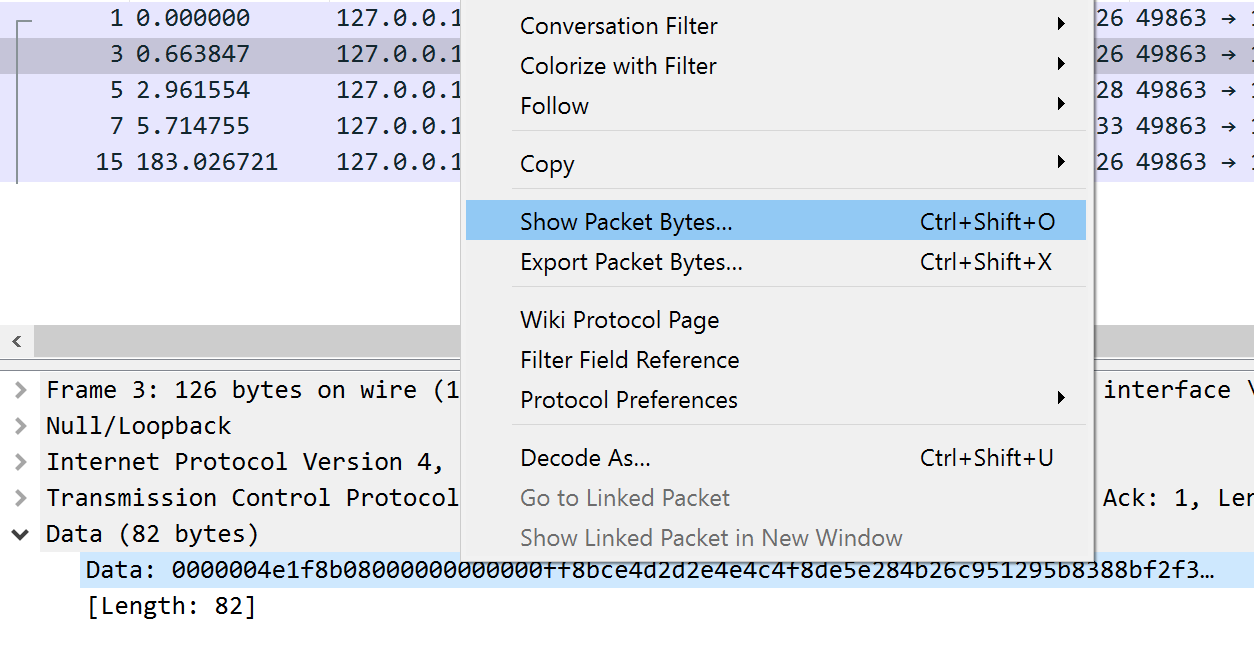 1 0.000000 127.0.0.1
3 0.663847 127.0.0.1 26 49863 →
5 2.961554 127.0.0.1 28 49863 →
7 5.714755 127.0.0.1 33 49863 →
15 183.026721 127.0.0.1 26 49863 →
26 49863 →
Conversation Filter
Colorize with Filter
Follow
Copy
Show Packet Bytes... Ctrl+Shift+O
Export Packet Bytes... Ctrl+Shift+X
Wiki Protocol Page
Filter Field Reference
Protocol Preferences
Decode As... Ctrl+Shift+U
Go to Linked Packet
Show Linked Packet in New Window
Frame 3: 126 bytes on wire (1 interface \
Null/Loopback
Internet Protocol Version 4,
Transmission Control Protocol Ack: 1, Ler
Data (82 bytes)
Data: 0000004e1f8b08000000000000ff8bce4d2d2e4e4c4f8de5e284b26c951295b8388bf2f3…
[Length: 82]